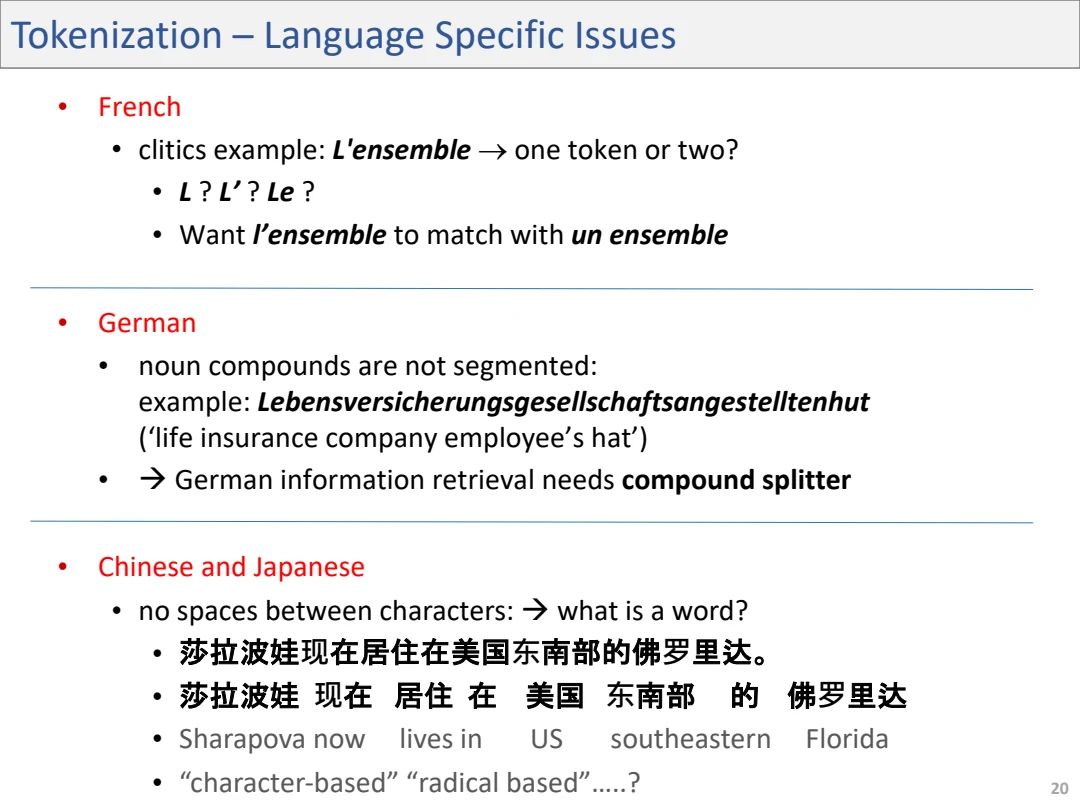 Tokenization – Language Specific Issues
• French
• clitics example: L'ensemble → one token or two?
• L ? L’ ? Le ?
• Want l’ensemble to match with un ensemble
• German
• noun compounds are not segmented:
example: Lebensversicherungsgesellschaftsangestelltenhut
(‘life insurance company employee’s hat’)
• → German information retrieval needs compound splitter
• Chinese and Japanese
• no spaces between characters: → what is a word?
• 莎拉波娃现在居住在美国东南部的佛罗里达。
• 莎拉波娃 现在 居住 在 美国 东南部 的 佛罗里达
• Sharapova now lives in US southeastern Florida
• “character-based” “radical based”…..?
20